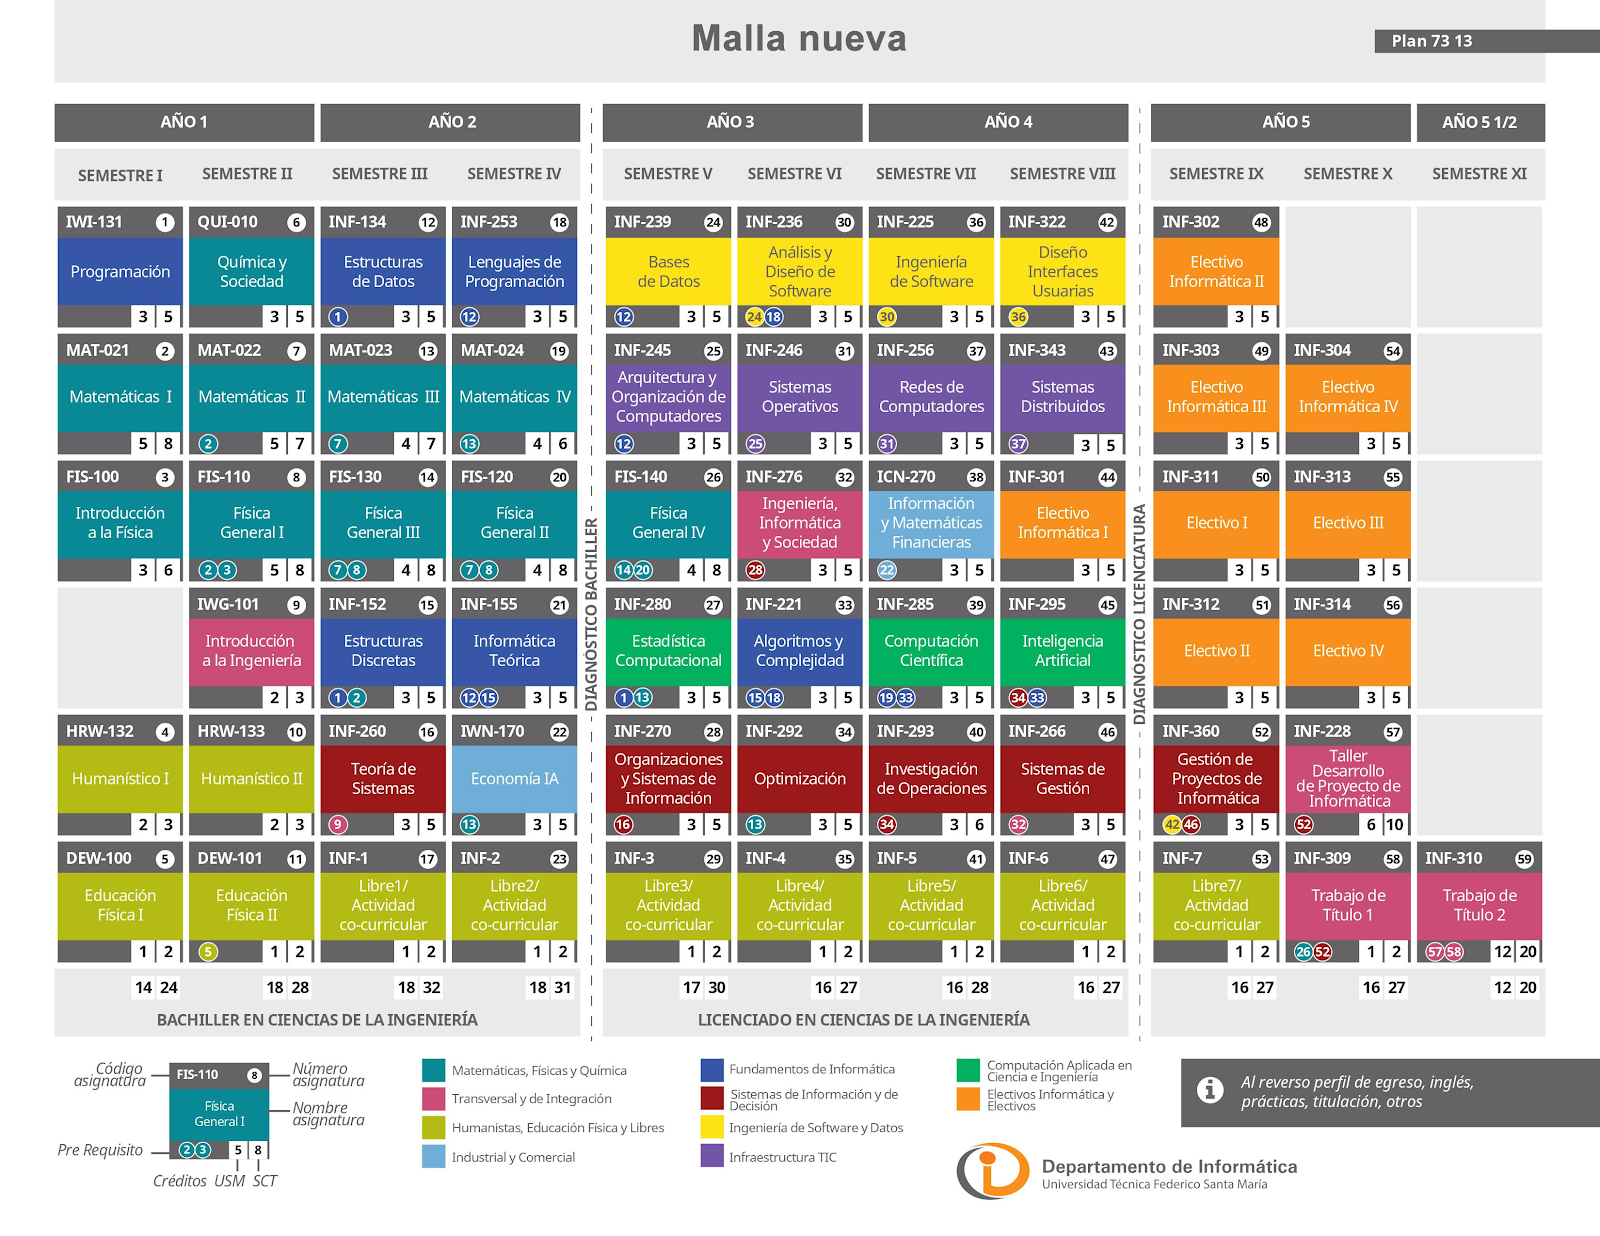 Malla nueva
Plan 73 13
AÑO 1
AÑO 2
AÑO 3
AÑO 4
AÑO 5
AÑO 5 1/2
SEMESTRE I
SEMESTRE II
SEMESTRE III
SEMESTRE IV
SEMESTRE V
SEMESTRE VI
SEMESTRE VII
SEMESTRE VIII
SEMESTRE IX
SEMESTRE X
SEMESTRE XI
IWI-131 1
Programación
3 5
QUI-010 6
Química y
Sociedad
3 5
INF-134 12
Estructuras
de Datos
1 3 5
INF-253 18
Lenguajes de
Programación
12 3 5
INF-239 24
Bases
de Datos
12 3 5
INF-236 30
Análisis y
Diseño de
Software
24 18 3 5
INF-225 36
Ingeniería
de Software
30 3 5
INF-322 42
Diseño
Interfaces
Usuarias
36 3 5
INF-302 48
Electivo
Informática II
3 5
MAT-021 2
Matemáticas I
5 8
MAT-022 7
Matemáticas II
2 5 7
MAT-023 13
Matemáticas III
7 4 7
MAT-024 19
Matemáticas IV
13 4 6
INF-245 25
Arquitectura y
Organización de
Computadores
12 3 5
INF-246 31
Sistemas
Operativos
25 3 5
INF-256 37
Redes de
Computadores
31 3 5
INF-343 43
Sistemas
Distribuidos
37 3 5
INF-303 49
Electivo
Informática III
3 5
INF-304 54
Electivo
Informática IV
3 5
FIS-100 3
Introducción
a la Física
3 6
FIS-110 8
Física
General I
2 3 5 8
FIS-130 14
Física
General III
7 8 4 8
FIS-120 20
Física
General II
7 8 4 8
FIS-140 26
Física
General IV
14 20 4 8
INF-276 32
Ingeniería,
Informática
y Sociedad
28 3 5
ICN-270 38
Información
y Matemáticas
Financieras
22 3 5
INF-301 44
Electivo
Informática I
3 5
INF-311 50
Electivo I
3 5
INF-313 55
Electivo III
3 5
IWG-101 9
Introducción
a la Ingeniería
2 3
INF-152 15
Estructuras
Discretas
1 2 3 5
INF-155 21
Informática
Teórica
12 15 3 5
INF-280 27
Estadística
Computacional
1 13 3 5
INF-221 33
Algoritmos y
Complejidad
15 18 3 5
INF-285 39
Computación
Científica
19 33 3 5
INF-295 45
Inteligencia
Artificial
34 33 3 5
INF-312 51
Electivo II
3 5
INF-314 56
Electivo IV
3 5
HRW-132 4
Humanístico I
2 3
HRW-133 10
Humanístico II
2 3
INF-260 16
Teoría de
Sistemas
9 3 5
IWN-170 22
Economía IA
13 3 5
INF-270 28
Organizaciones
y Sistemas de
Información
16 3 5
INF-292 34
Optimización
13 3 5
INF-293 40
Investigación
de Operaciones
34 3 6
INF-266 46
Sistemas de
Gestión
32 3 5
INF-360 52
Gestión de
Proyectos de
Informática
42 46 3 5
INF-228 57
Taller
Desarrollo
de Proyecto de
Informática
52 6 10
DEW-100 5
Educación
Física I
1 2
DEW-101 11
Educación
Física II
5 1 2
INF-1 17
Libre1/
Actividad
co-curricular
1 2
INF-2 23
Libre2/
Actividad
co-curricular
1 2
INF-3 29
Libre3/
Actividad
co-curricular
1 2
INF-4 35
Libre4/
Actividad
co-curricular
1 2
INF-5 41
Libre5/
Actividad
co-curricular
1 2
INF-6 47
Libre6/
Actividad
co-curricular
1 2
INF-7 53
Libre7/
Actividad
co-curricular
1 2
INF-309 58
Trabajo de
Título 1
26 52 1 2
INF-310 59
Trabajo de
Título 2
57 58 12 20
DIAGNÓSTICO BACHILLER
DIAGNÓSTICO LICENCIATURA
14 24
18 28
18 32
18 31
17 30
16 27
16 28
16 27
16 27
16 27
12 20
BACHILLER EN CIENCIAS DE LA INGENIERÍA
LICENCIADO EN CIENCIAS DE LA INGENIERÍA
Código
asignatura
FIS-110 8
Física
General I
2 3 5 8
Número
asignatura
Nombre
asignatura
Pre Requisito
Créditos USM SCT
Matemáticas, Físicas y Química
Transversal y de Integración
Humanistas, Educación Física y Libres
Industrial y Comercial
Fundamentos de Informática
Sistemas de Información y de
Decisión
Ingeniería de Software y Datos
Infraestructura TIC
Computación Aplicada en
Ciencia e Ingeniería
Electivos Informática y
Electivos
Al reverso perfil de egreso, inglés,
prácticas, titulación, otros
Departamento de Informática
Universidad Técnica Federico Santa María